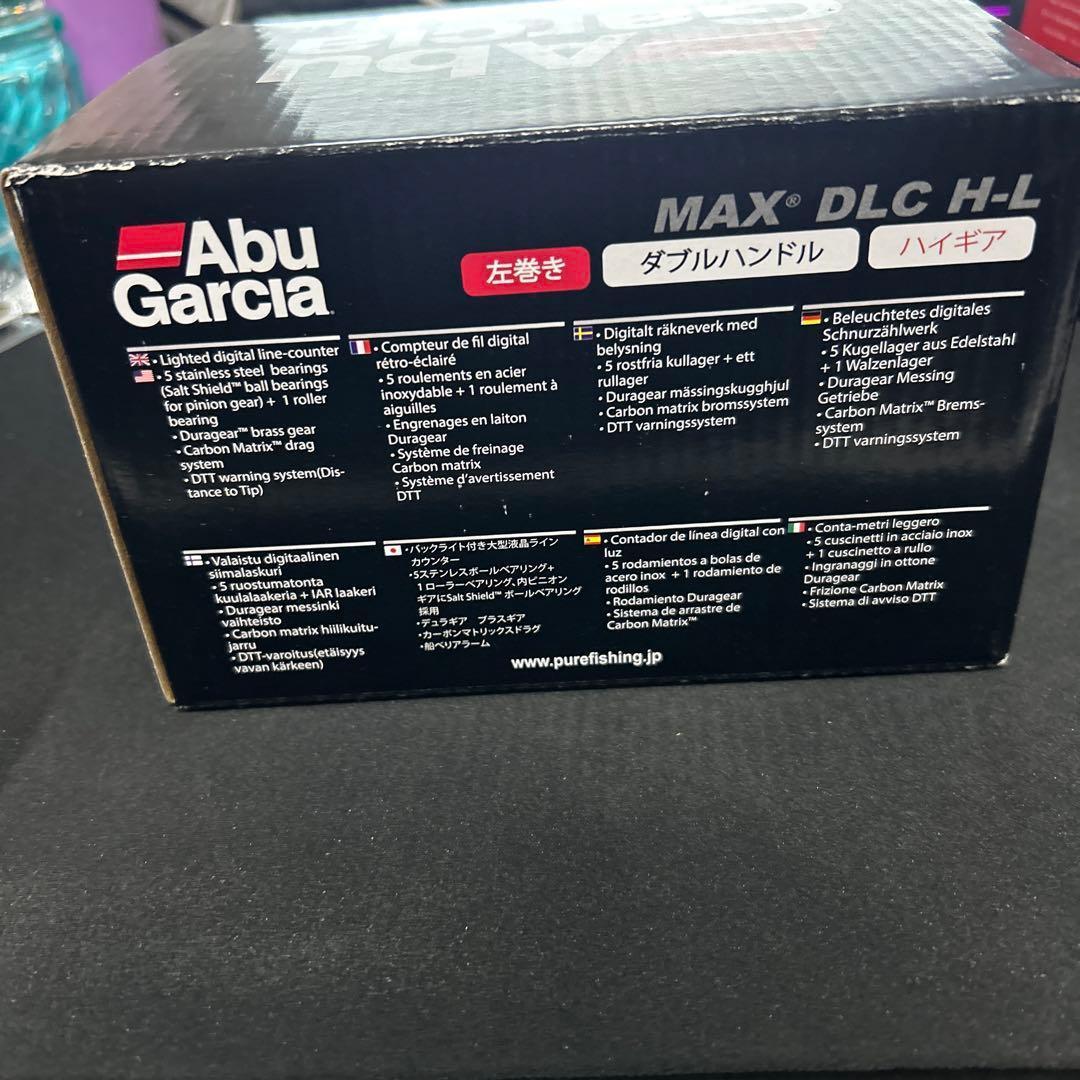 Abu
Garcia
Abu
Garcia
MAX® DLC H-L
左巻き
ダブルハンドル
ハイギア
• Lighted digital line-counter
• 5 stainless steel bearings
(Salt Shield™ ball bearings
for pinion gear) + 1 roller
bearing
• Duragear™ brass gear
• Carbon Matrix™ drag
system
• DTT warning system(Dis-
tance to Tip)
• Compteur de fil digital
rétro-éclairé
• 5 roulements en acier
inoxydable + 1 roulement à
aiguilles
• Engrenages en laiton
Duragear
• Système de freinage
Carbon matrix
• Système d'avertissement
DTT
• Digitalt räkneverk med
belysning
• 5 rostfria kullager + ett
rullager
• Duragear mässingskugghjul
• Carbon matrix bromssystem
• DTT varningssystem
• Beleuchtetes digitales
Schnurzählwerk
• 5 Kugellager aus Edelstahl
+ 1 Walzenlager
• Duragear Messing
Getriebe
• Carbon Matrix™ Brems-
system
• DTT varningssystem
• Valaistu digitaalinen
siimalaskuri
• 5 ruostumatonta
kuulalaakeria + IAR laakeri
• Duragear messinki
vaihteisto
• Carbon matrix hiilikuitu-
jarru
• DTT-varoitus(etäisyys
vavan kärkeen)
・バックライト付き大型液晶ライン
カウンター
・5ステンレスボールベアリング+
1ローラーベアリング、内ピニオン
ギアにSalt Shield™ ボールベアリング
採用
・デュラギア ブラスギア
・カーボンマトリックスドラグ
・船べリアラーム
• Contador de línea digital con
luz
• 5 rodamientos a bolas de
acero inox + 1 rodamiento de
rodillos
• Rodamiento Duragear
• Sistema de arrastre de
Carbon Matrix™
• Conta-metri leggero
• 5 cuscinetti in acciaio inox
+ 1 cuscinetto a rullo
• Ingranaggi in ottone
Duragear
• Frizione Carbon Matrix
• Sistema di avviso DTT
www.purefishing.jp